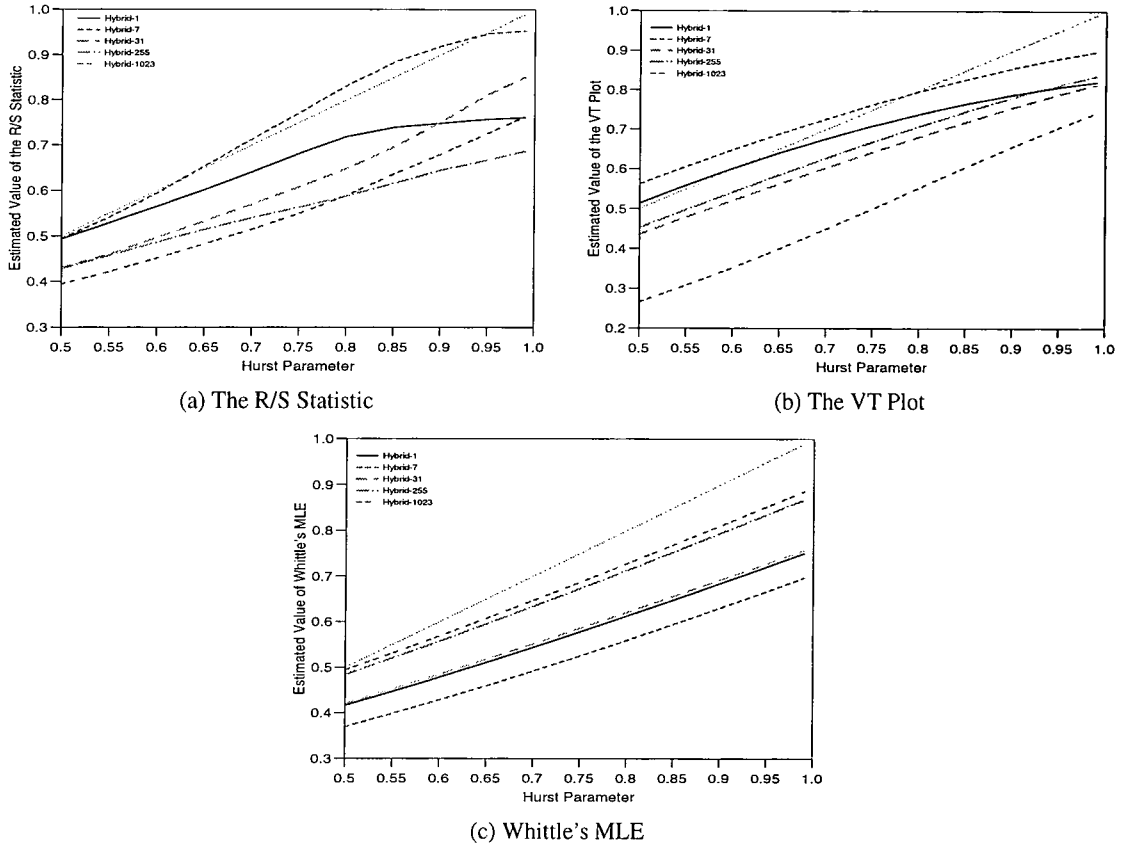 Hybrid-1
Hybrid-7
Hybrid-31
Hybrid-255
Hybrid-1023
Estimated Value of the R/S Statistic
1.0
0.9
0.8
0.7
0.6
0.5
0.4
0.3
0.5 0.55 0.6 0.65 0.7 0.75 0.8 0.85 0.9 0.95 1.0
Hurst Parameter
(a) The R/S Statistic
Hybrid-1
Hybrid-7
Hybrid-31
Hybrid-255
Hybrid-1023
Estimated Value of the VT Plot
1.0
0.9
0.8
0.7
0.6
0.5
0.4
0.3
0.2
0.5 0.55 0.6 0.65 0.7 0.75 0.8 0.85 0.9 0.95 1.0
Hurst Parameter
(b) The VT Plot
Hybrid-1
Hybrid-7
Hybrid-31
Hybrid-255
Hybrid-1023
Estimated Value of Whittle's MLE
1.0
0.9
0.8
0.7
0.6
0.5
0.4
0.3
0.5 0.55 0.6 0.65 0.7 0.75 0.8 0.85 0.9 0.95 1.0
Hurst Parameter
(c) Whittle's MLE